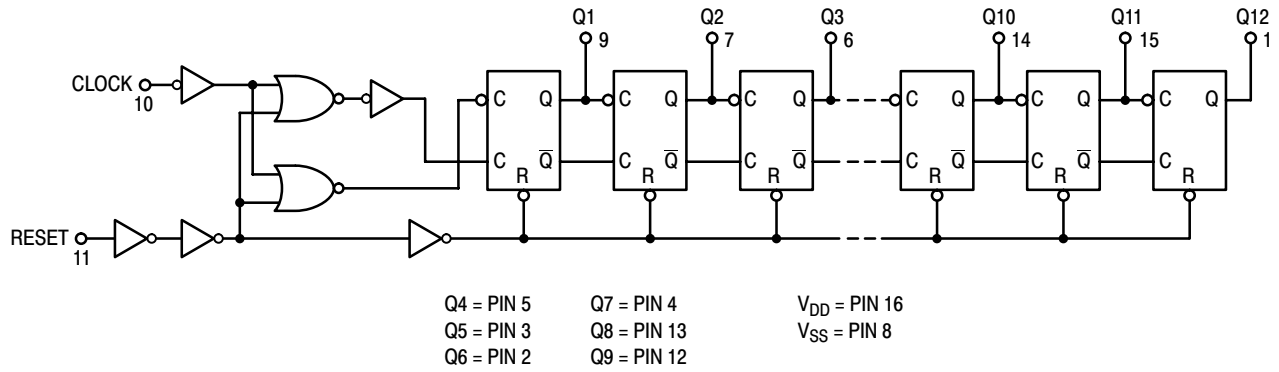 Q1 Q2 Q3 Q10 Q11 Q12
9 7 6 14 15 1
CLOCK
10
C Q C Q C Q C Q C Q C Q
C Q̅ C Q̅ C Q̅ C Q̅ C Q̅ C
R R R R R R
RESET
11
Q4 = PIN 5 Q7 = PIN 4 V_DD = PIN 16
Q5 = PIN 3 Q8 = PIN 13 V_SS = PIN 8
Q6 = PIN 2 Q9 = PIN 12